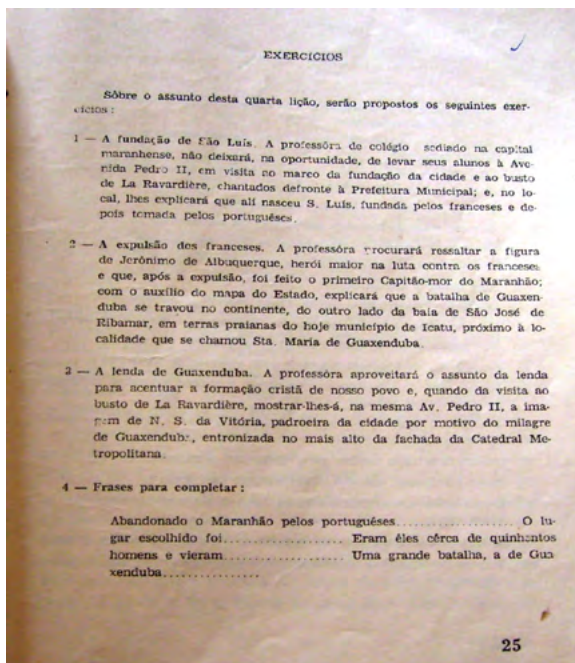 EXERCÍCIOS
Sôbre o assunto desta quarta lição, serão propostos os seguintes exer-
cícios :
1 — A fundação de São Luís. A professôra de colégio sediado na capital
maranhense, não deixará, na oportunidade, de levar seus alunos à Ave-
nida Pedro II, em visita ao marco da fundação da cidade e ao busto
de La Ravardière, chantados defronte à Prefeitura Municipal; e, no lo-
cal, lhes explicará que alí nasceu S. Luís, fundada pelos franceses e de-
pois tomada pelos portuguêses.
2 — A expulsão dos franceses. A professôra procurará ressaltar a figura
de Jerônimo de Albuquerque, herói maior na luta contra os franceses
e que, após a expulsão, foi feito o primeiro Capitão-mor do Maranhão;
com o auxílio do mapa do Estado, explicará que a batalha de Guaxen-
duba se travou no continente, do outro lado da baía de São José de
Ribamar, em terras praianas do hoje município de Icatu, próximo à lo-
calidade que se chamou Sta. Maria de Guaxenduba.
3 — A lenda de Guaxenduba. A professôra aproveitará o assunto da lenda
para acentuar a formação cristã de nosso povo e, quando da visita ao
busto de La Ravardière, mostrar-lhes-á, na mesma Av. Pedro II, a ima-
gem de N. S. da Vitória, padroeira da cidade por motivo do milagre
de Guaxenduba, entronizada no mais alto da fachada da Catedral Me-
tropolitana.
4 — Frases para completar :
Abandonado o Maranhão pelos portuguêses.................... O lu-
gar escolhido foi.................... Eram êles cêrca de quinhentos
homens e vieram.................... Uma grande batalha, a de Gua
xenduba................
25